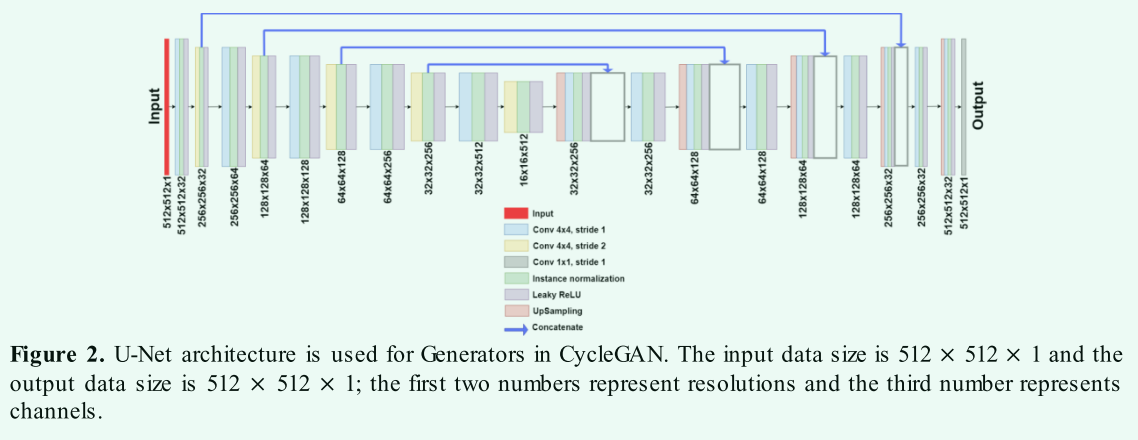 Input
512x512x1
512x512x32
256x256x32
256x256x64
128x128x64
128x128x128
64x64x128
64x64x256
32x32x256
32x32x512
16x16x512
32x32x256
32x32x256
64x64x128
64x64x128
128x128x64
128x128x64
256x256x32
256x256x32
512x512x32
512x512x1
Output
Input
Conv 4x4, stride 1
Conv 4x4, stride 2
Conv 1x1, stride 1
Instance normalization
Leaky ReLU
UpSampling
Concatenate
Figure 2. U-Net architecture is used for Generators in CycleGAN. The input data size is 512 × 512 × 1 and the
output data size is 512 × 512 × 1; the first two numbers represent resolutions and the third number represents
channels.